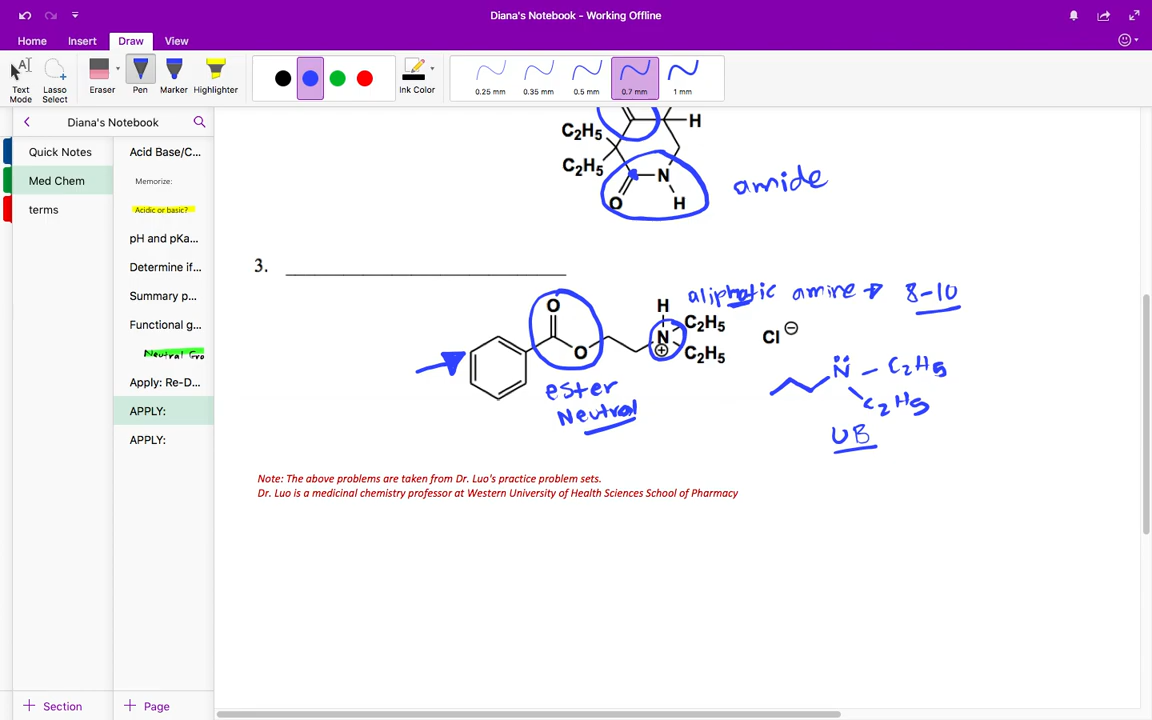 Diana's Notebook - Working Offline
Home Insert Draw View
Text Mode
Lasso Select
Eraser
Pen
Marker
Highlighter
Ink Color
0.25 mm
0.35 mm
0.5 mm
0.7 mm
1 mm
Diana's Notebook
Quick Notes
Med Chem
terms
Acid Base/C...
Memorize:
Acidic or basic?
pH and pKa...
Determine if...
Summary p...
Functional g...
Neutral Gro
Apply: Re-D...
APPLY:
APPLY:
+ Section
+ Page
C2H5
C2H5
H
N
O
H
amide
3. ____________________________
aliphatic amine → 8-10
O
O
H
N
⊕
C2H5
C2H5
Cl ⊖
ester
Neutral
N̈ - C2H5
C2H5
UB
Note: The above problems are taken from Dr. Luo's practice problem sets.
Dr. Luo is a medicinal chemistry professor at Western University of Health Sciences School of Pharmacy